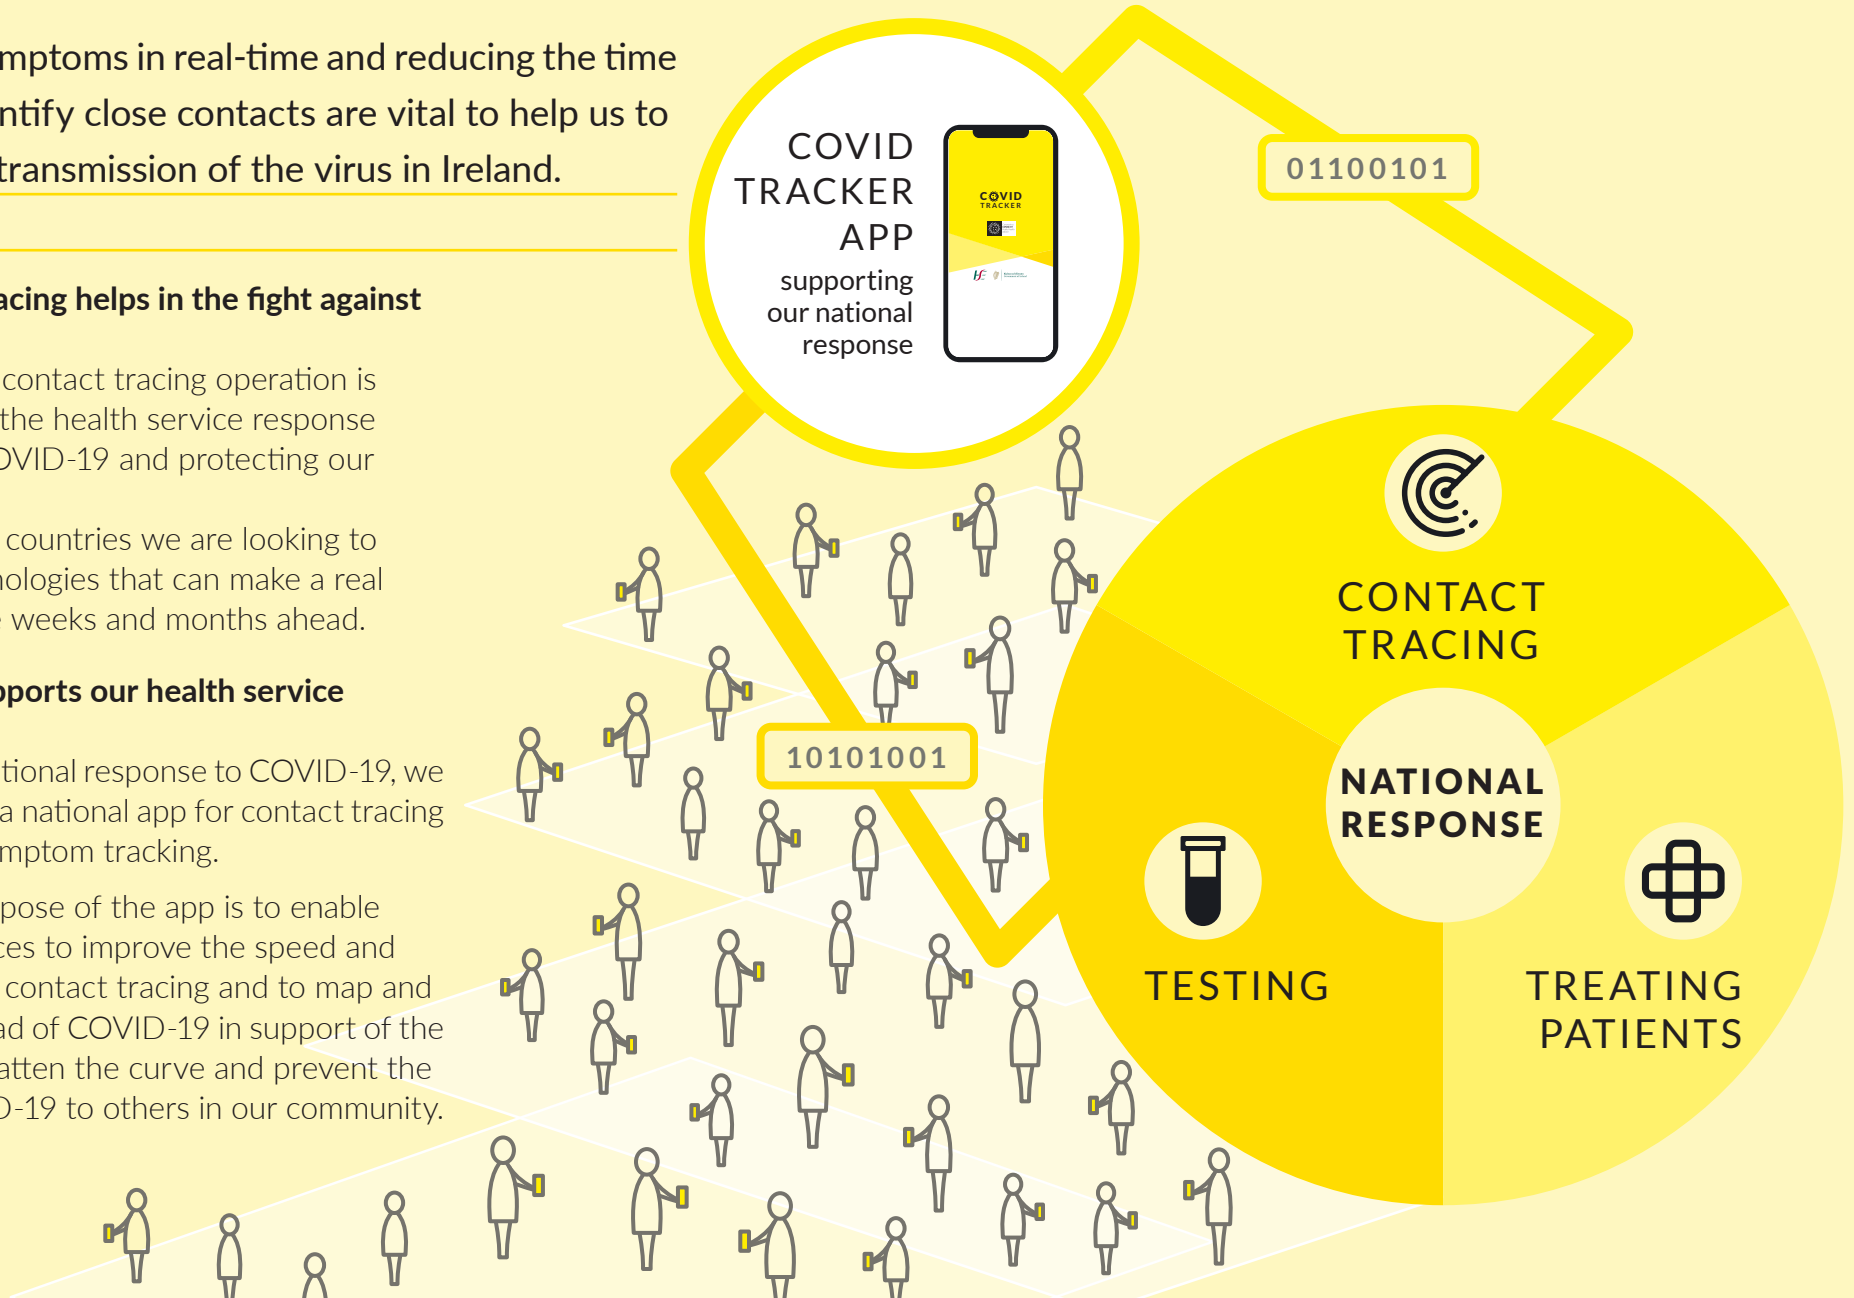 mptoms in real-time and reducing the time
ntify close contacts are vital to help us to
transmission of the virus in Ireland.
acing helps in the fight against
contact tracing operation is
the health service response
OVID-19 and protecting our
countries we are looking to
nologies that can make a real
e weeks and months ahead.
pports our health service
tional response to COVID-19, we
a national app for contact tracing
mptom tracking.
pose of the app is to enable
ces to improve the speed and
contact tracing and to map and
ad of COVID-19 in support of the
atten the curve and prevent the
D-19 to others in our community.
COVID
TRACKER
APP
supporting
our national
response
COVID
TRACKER
01100101
10101001
CONTACT
TRACING
NATIONAL
RESPONSE
TESTING
TREATING
PATIENTS